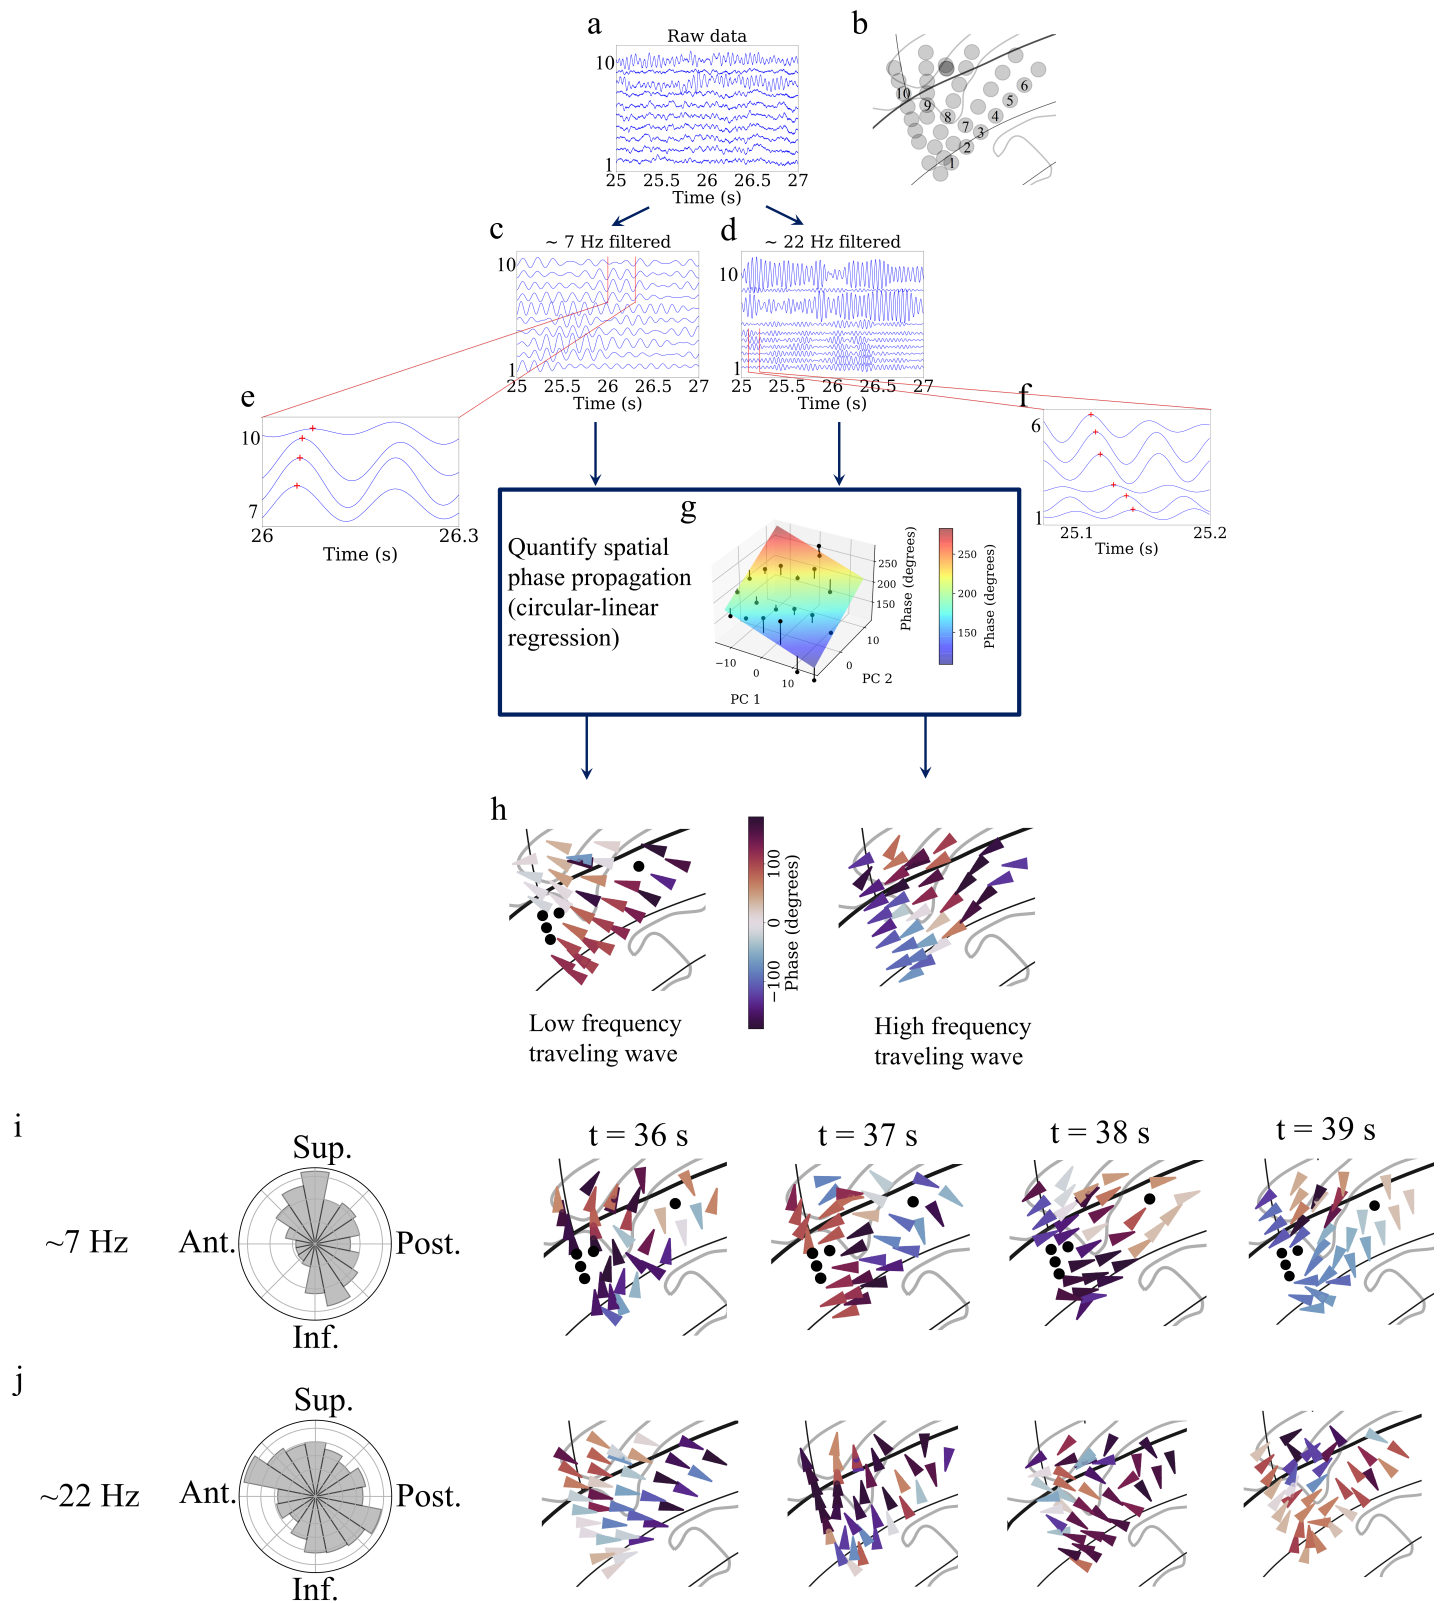 a
Raw data
10
1
25 25.5 26 26.5 27
Time (s)
b
10
9
8
7
6
5
4
3
2
1
c
~ 7 Hz filtered
10
1
25 25.5 26 26.5 27
Time (s)
d
~ 22 Hz filtered
10
1
25 25.5 26 26.5 27
Time (s)
e
10
7
26 26.3
Time (s)
f
6
1
25.1 25.2
Time (s)
g
Quantify spatial
phase propagation
(circular-linear
regression)
250
200
150
Phase (degrees)
−10 0 10
PC 1
0 10
PC 2
250
200
150
Phase (degrees)
h
100
0
−100
Phase (degrees)
Low frequency
traveling wave
High frequency
traveling wave
i
t = 36 s
t = 37 s
t = 38 s
t = 39 s
~7 Hz
Sup.
Ant.
Post.
Inf.
j
~22 Hz
Sup.
Ant.
Post.
Inf.